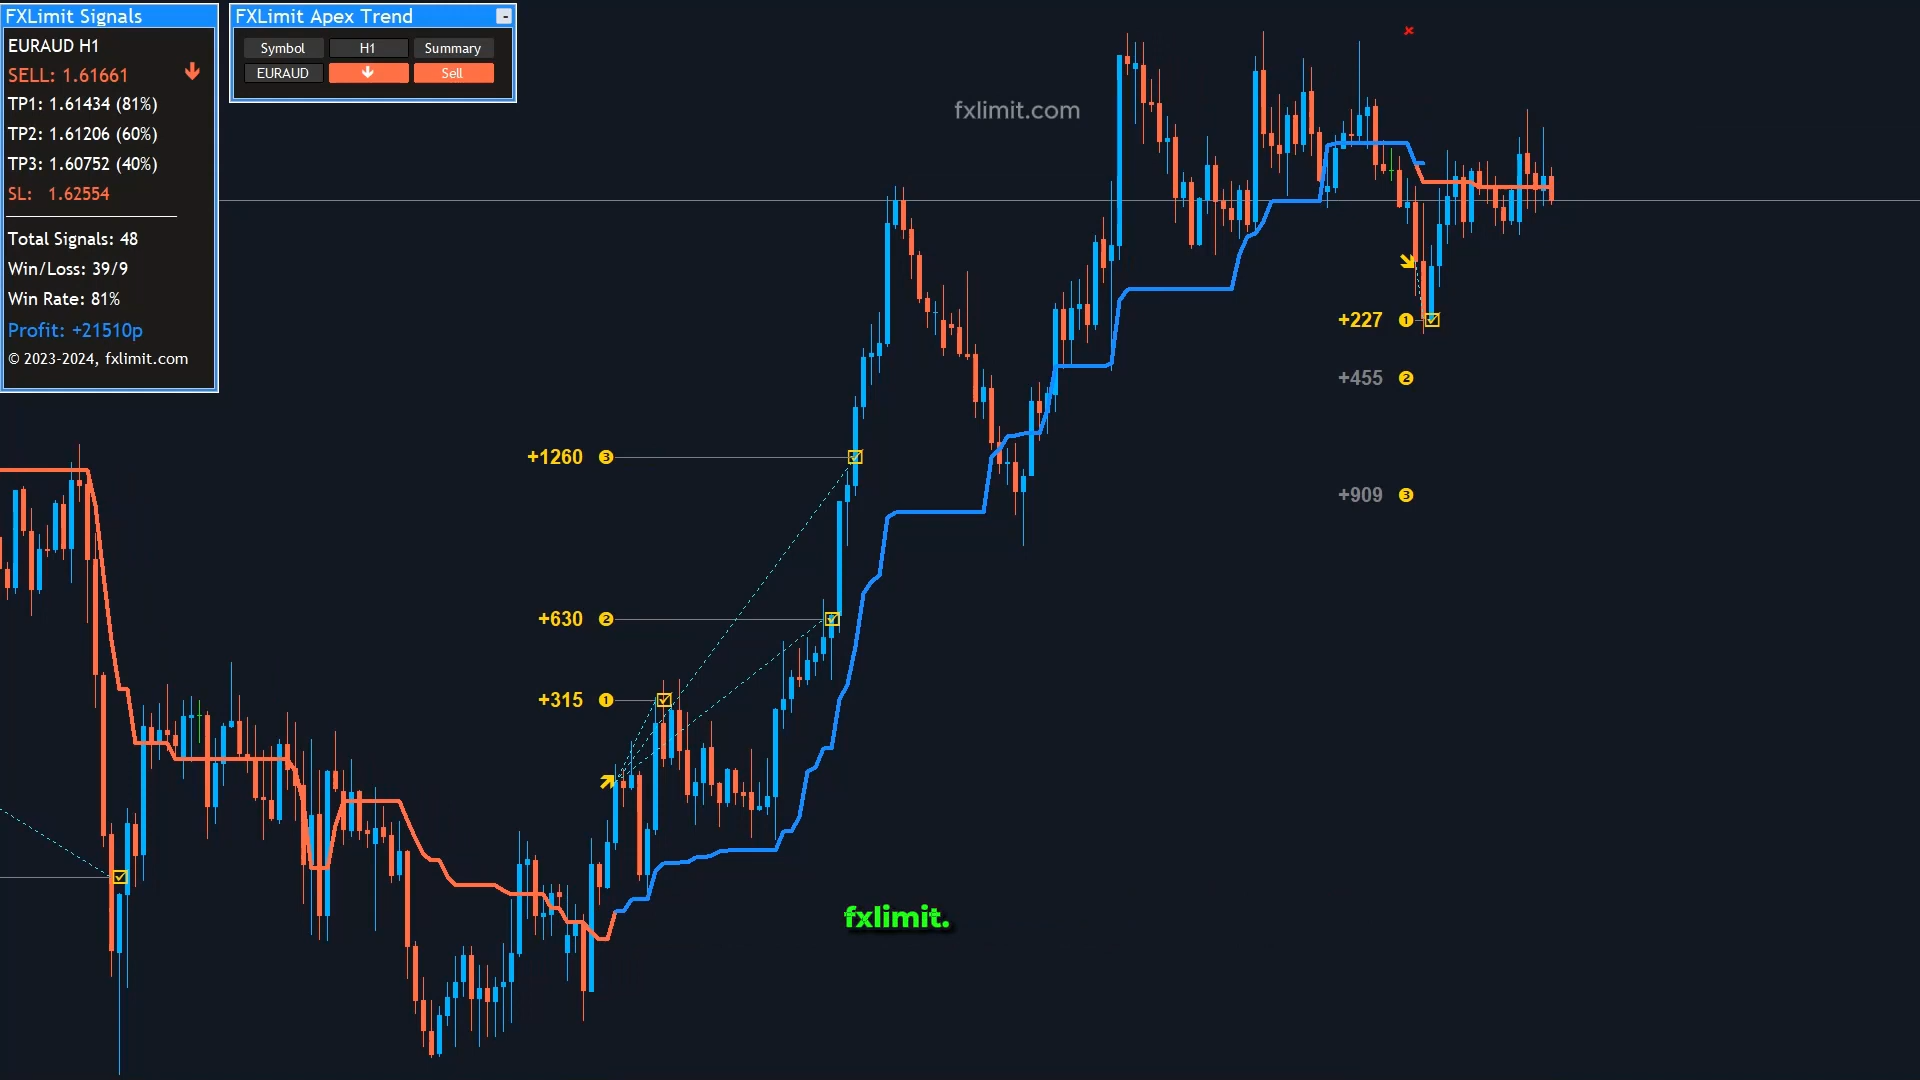 FXLimit Signals
EURAUD H1
SELL: 1.61661
TP1: 1.61434 (81%)
TP2: 1.61206 (60%)
TP3: 1.60752 (40%)
SL: 1.62554
Total Signals: 48
Win/Loss: 39/9
Win Rate: 81%
Profit: +21510p
© 2023-2024, fxlimit.com
FXLimit Apex Trend
Symbol H1 Summary
EURAUD Sell
fxlimit.com
+227 1
+455 2
+1260 3
+909 3
+630 2
+315 1
fxlimit.